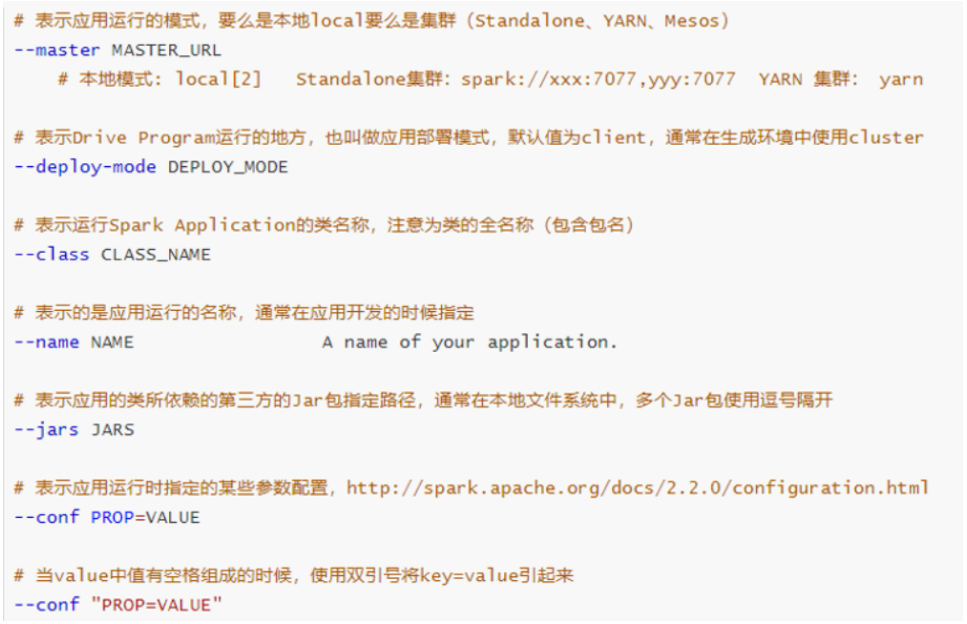 # 表示应用运行的模式，要么是本地local要么是集群（Standalone、YARN、Mesos）
--master MASTER_URL
# 本地模式: local[2] Standalone集群: spark://xxx:7077,yyy:7077 YARN 集群: yarn
# 表示Drive Program运行的地方，也叫做应用部署模式，默认值为client，通常在生成环境中使用cluster
--deploy-mode DEPLOY_MODE
# 表示运行Spark Application的类名称，注意为类的全名称（包含包名）
--class CLASS_NAME
# 表示的是应用运行的名称，通常在应用开发的时候指定
--name NAME A name of your application.
# 表示应用的类所依赖的第三方的Jar包指定路径，通常在本地文件系统中，多个Jar包使用逗号隔开
--jars JARS
# 表示应用运行时指定的某些参数配置，http://spark.apache.org/docs/2.2.0/configuration.html
--conf PROP=VALUE
# 当value中值有空格组成的时候，使用双引号将key=value引起来
--conf "PROP=VALUE"